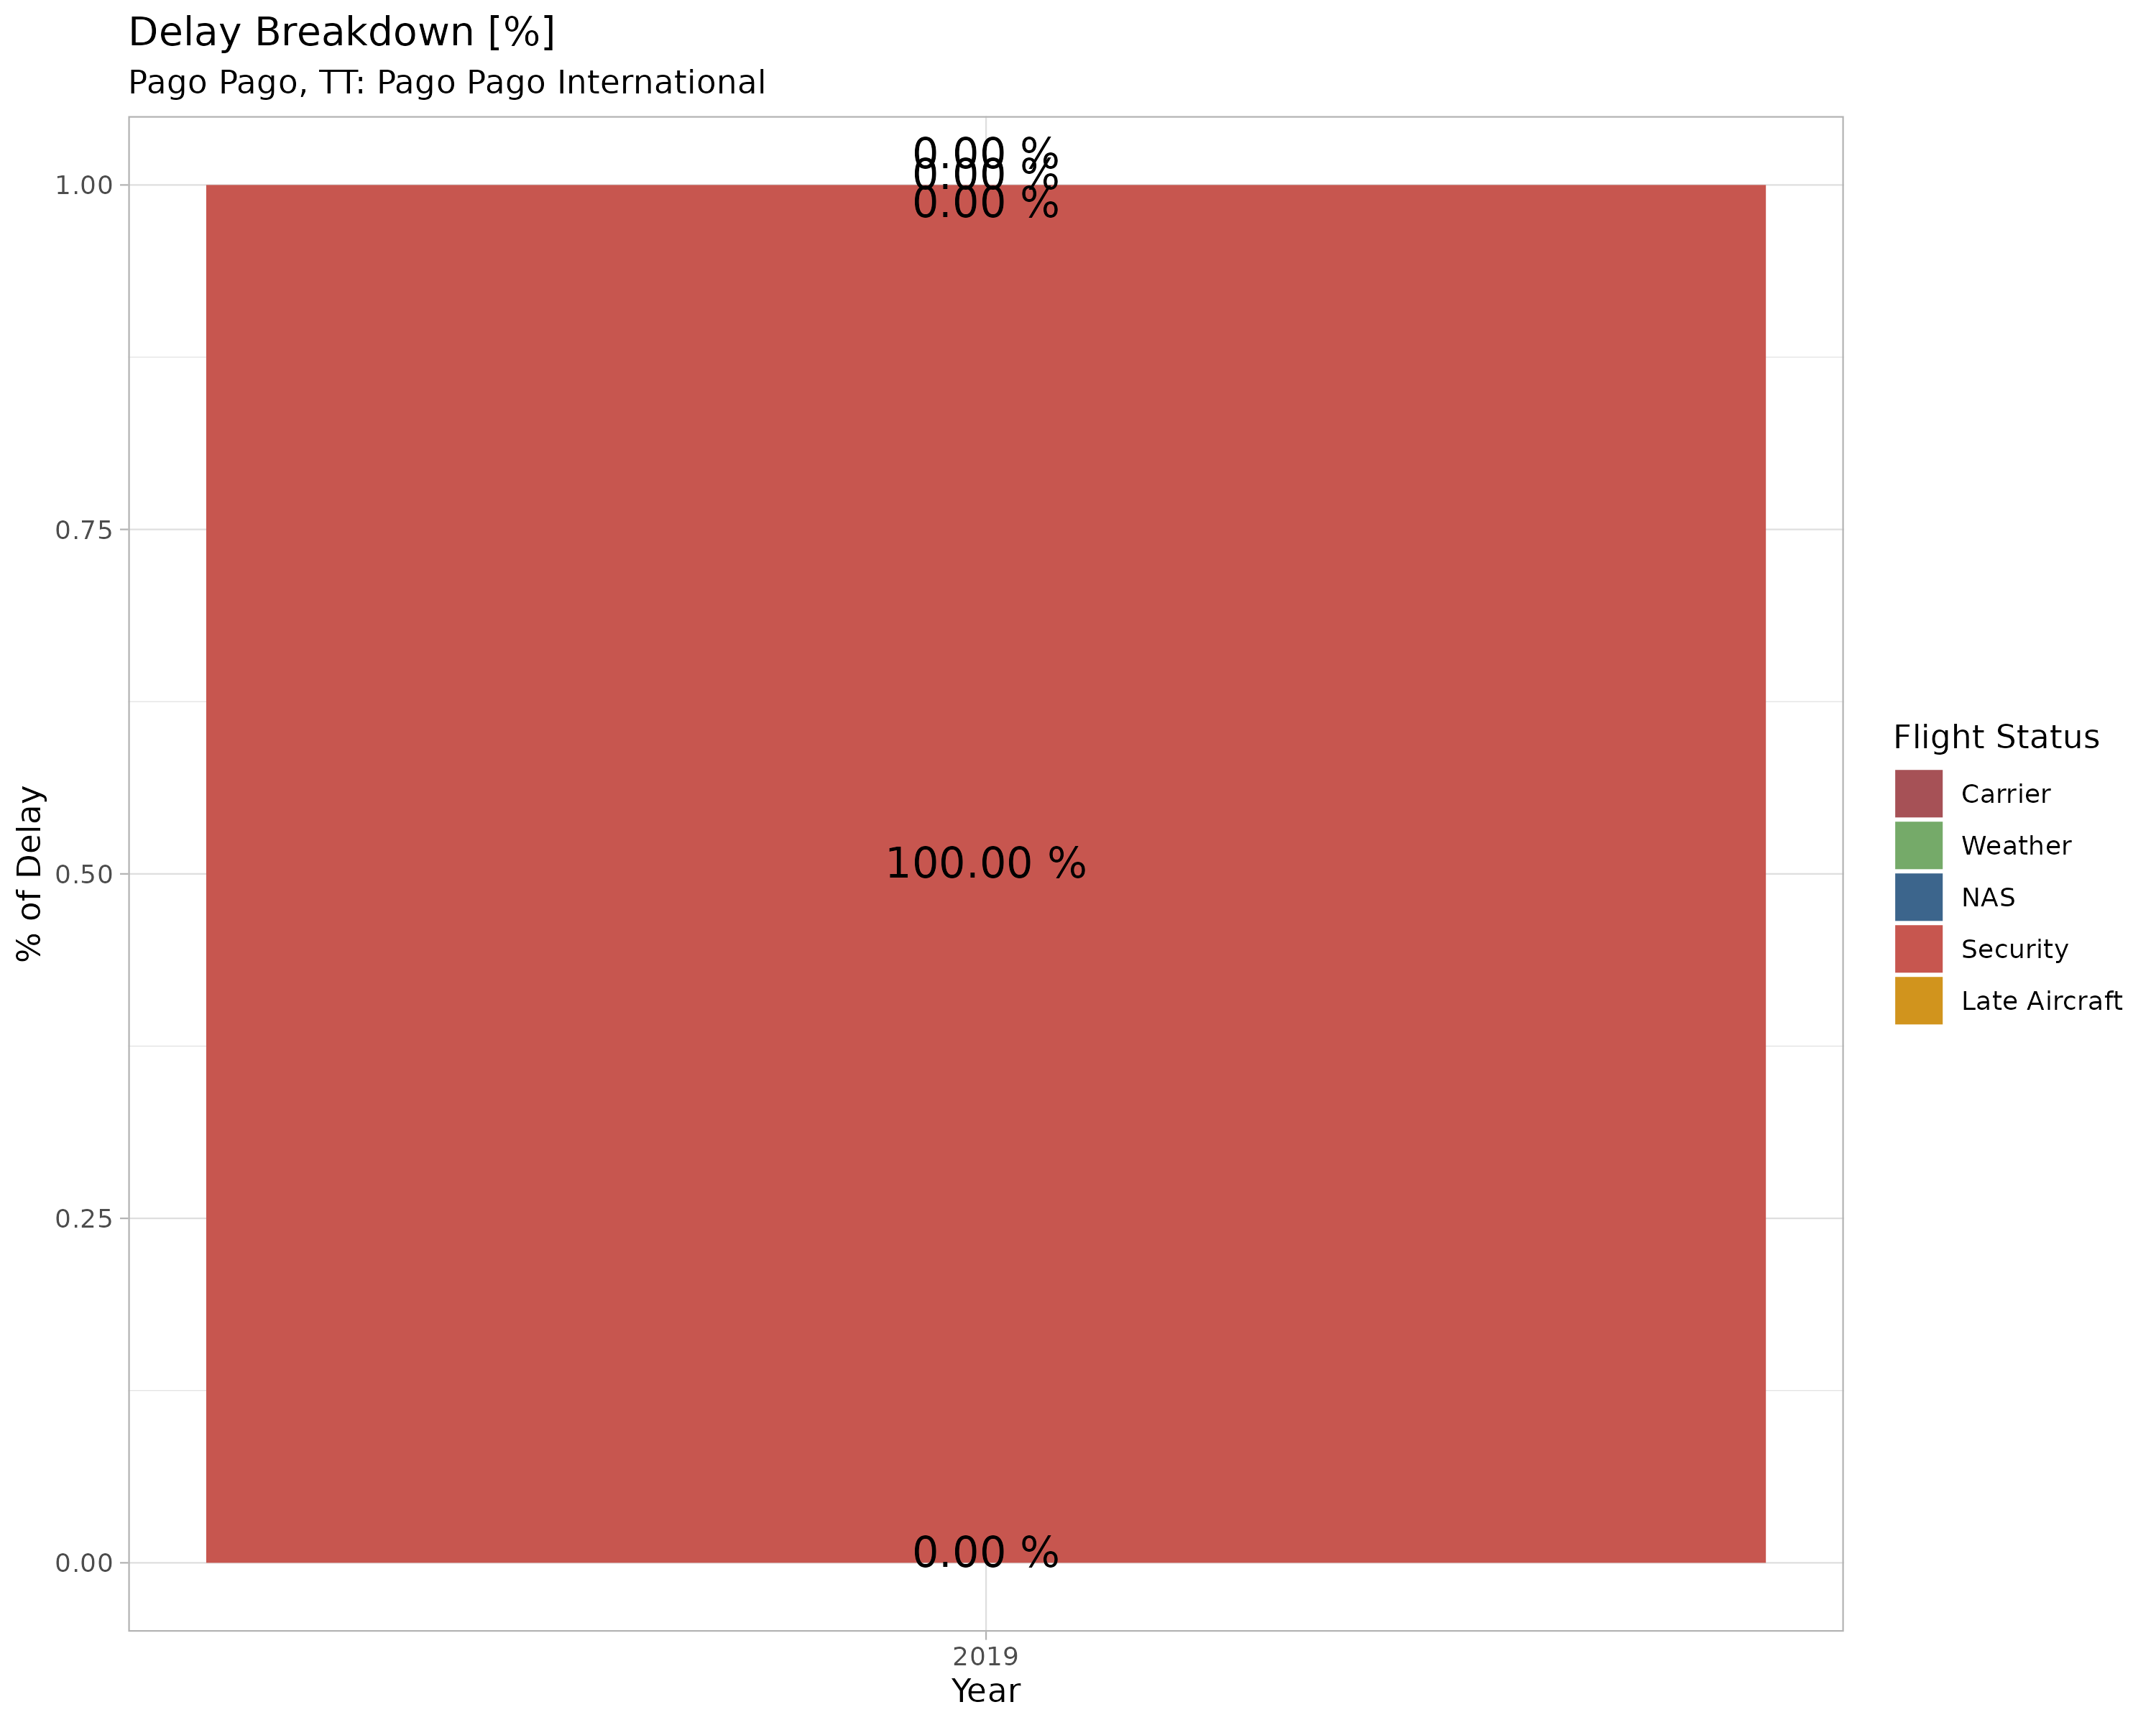 Delay Breakdown [%]
Pago Pago, TT: Pago Pago International
0.00 %
0.00 %
0.00 %
1.00
0.75
100.00 %
0.50
0.25
0.00 %
0.00
% of Delay
2019
Year
Flight Status
Carrier
Weather
NAS
Security
Late Aircraft